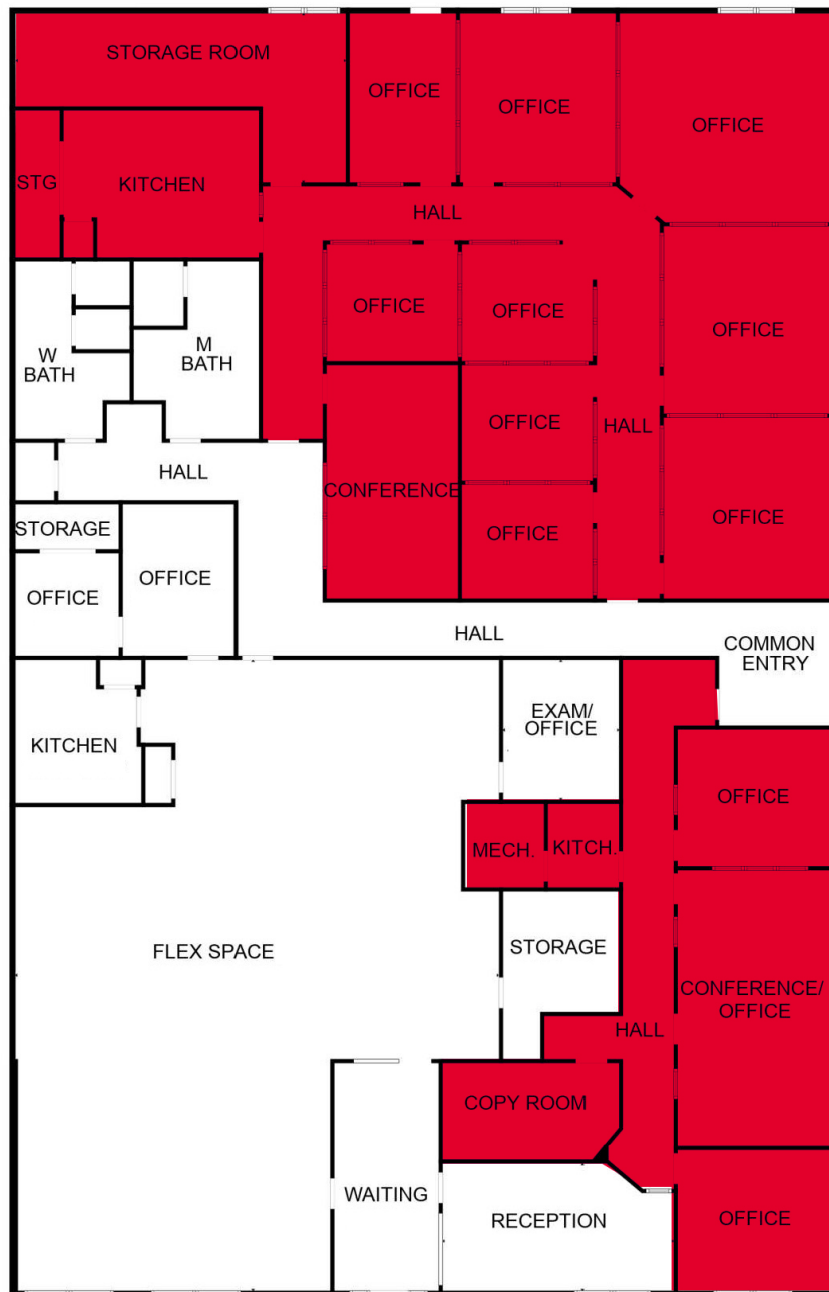 STORAGE ROOM
OFFICE
OFFICE
OFFICE
STG
KITCHEN
HALL
OFFICE
OFFICE
OFFICE
W
BATH
M
BATH
OFFICE
HALL
HALL
CONFERENCE
OFFICE
OFFICE
STORAGE
OFFICE
OFFICE
HALL
COMMON
ENTRY
EXAM/
OFFICE
KITCHEN
OFFICE
MECH.
KITCH.
FLEX SPACE
STORAGE
CONFERENCE/
OFFICE
HALL
COPY ROOM
WAITING
RECEPTION
OFFICE